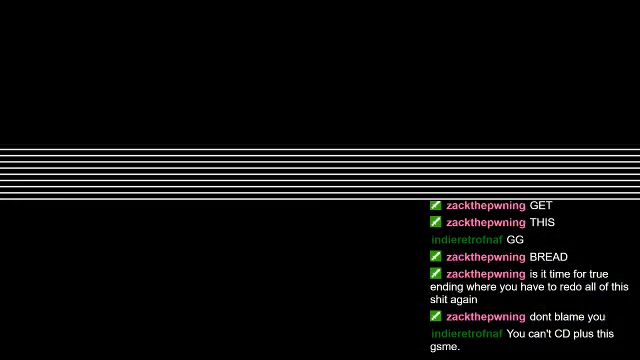 zackthepwning GET
zackthepwning THIS
indieretrofnaf GG
zackthepwning BREAD
zackthepwning is it time for true
ending where you have to redo all of this
shit again
zackthepwning dont blame you
indieretrofnaf You can't CD plus this
gsme.